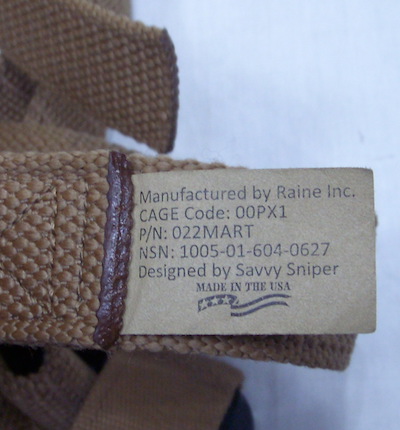 Manufactured by Raine Inc.
CAGE Code: 00PX1
P/N: 022MART
NSN: 1005-01-604-0627
Designed by Savvy Sniper
MADE IN THE USA